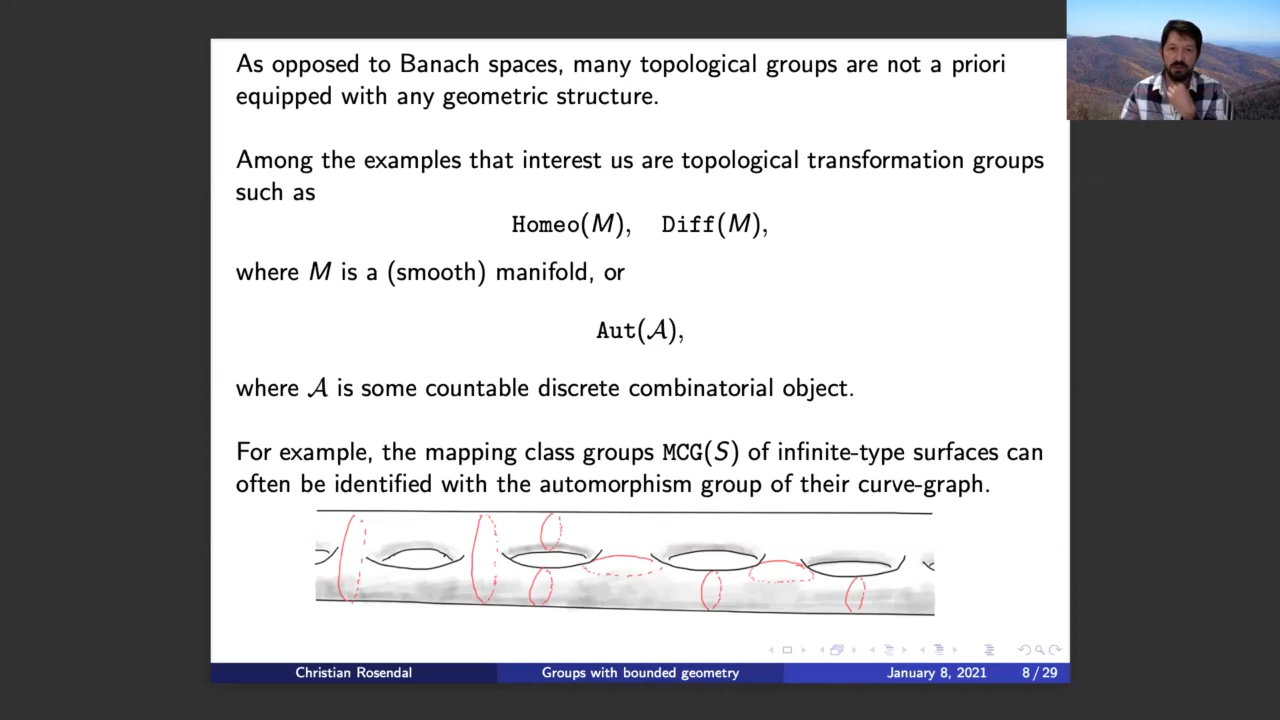 As opposed to Banach spaces, many topological groups are not a priori
equipped with any geometric structure.
Among the examples that interest us are topological transformation groups
such as
Homeo(M), Diff(M),
where M is a (smooth) manifold, or
Aut(𝒜),
where 𝒜 is some countable discrete combinatorial object.
For example, the mapping class groups MCG(S) of infinite-type surfaces can
often be identified with the automorphism group of their curve-graph.
Christian Rosendal Groups with bounded geometry January 8, 2021 8 / 29